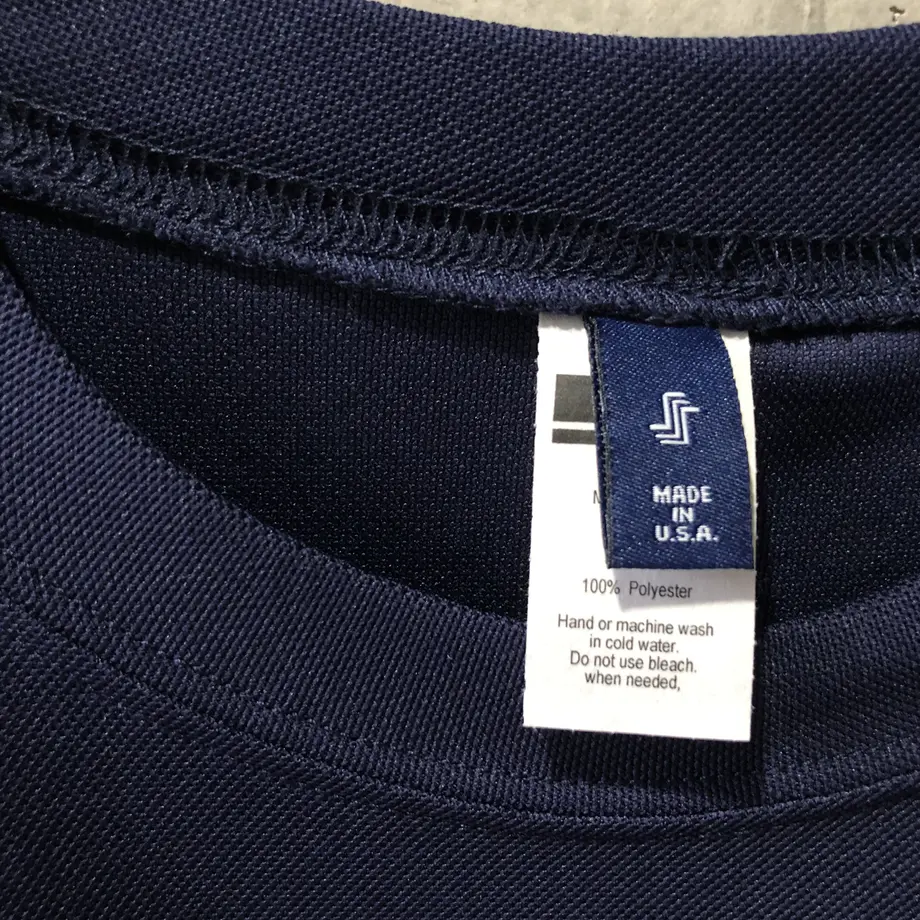 MADE
IN
U.S.A.
100% Polyester
Hand or machine wash
in cold water.
Do not use bleach.
when needed,